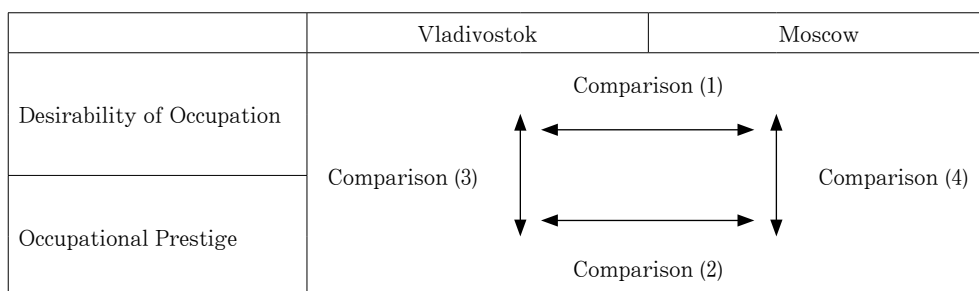 Vladivostok
Moscow
Desirability of Occupation
Comparison (1)
Comparison (3)
Comparison (4)
Occupational Prestige
Comparison (2)